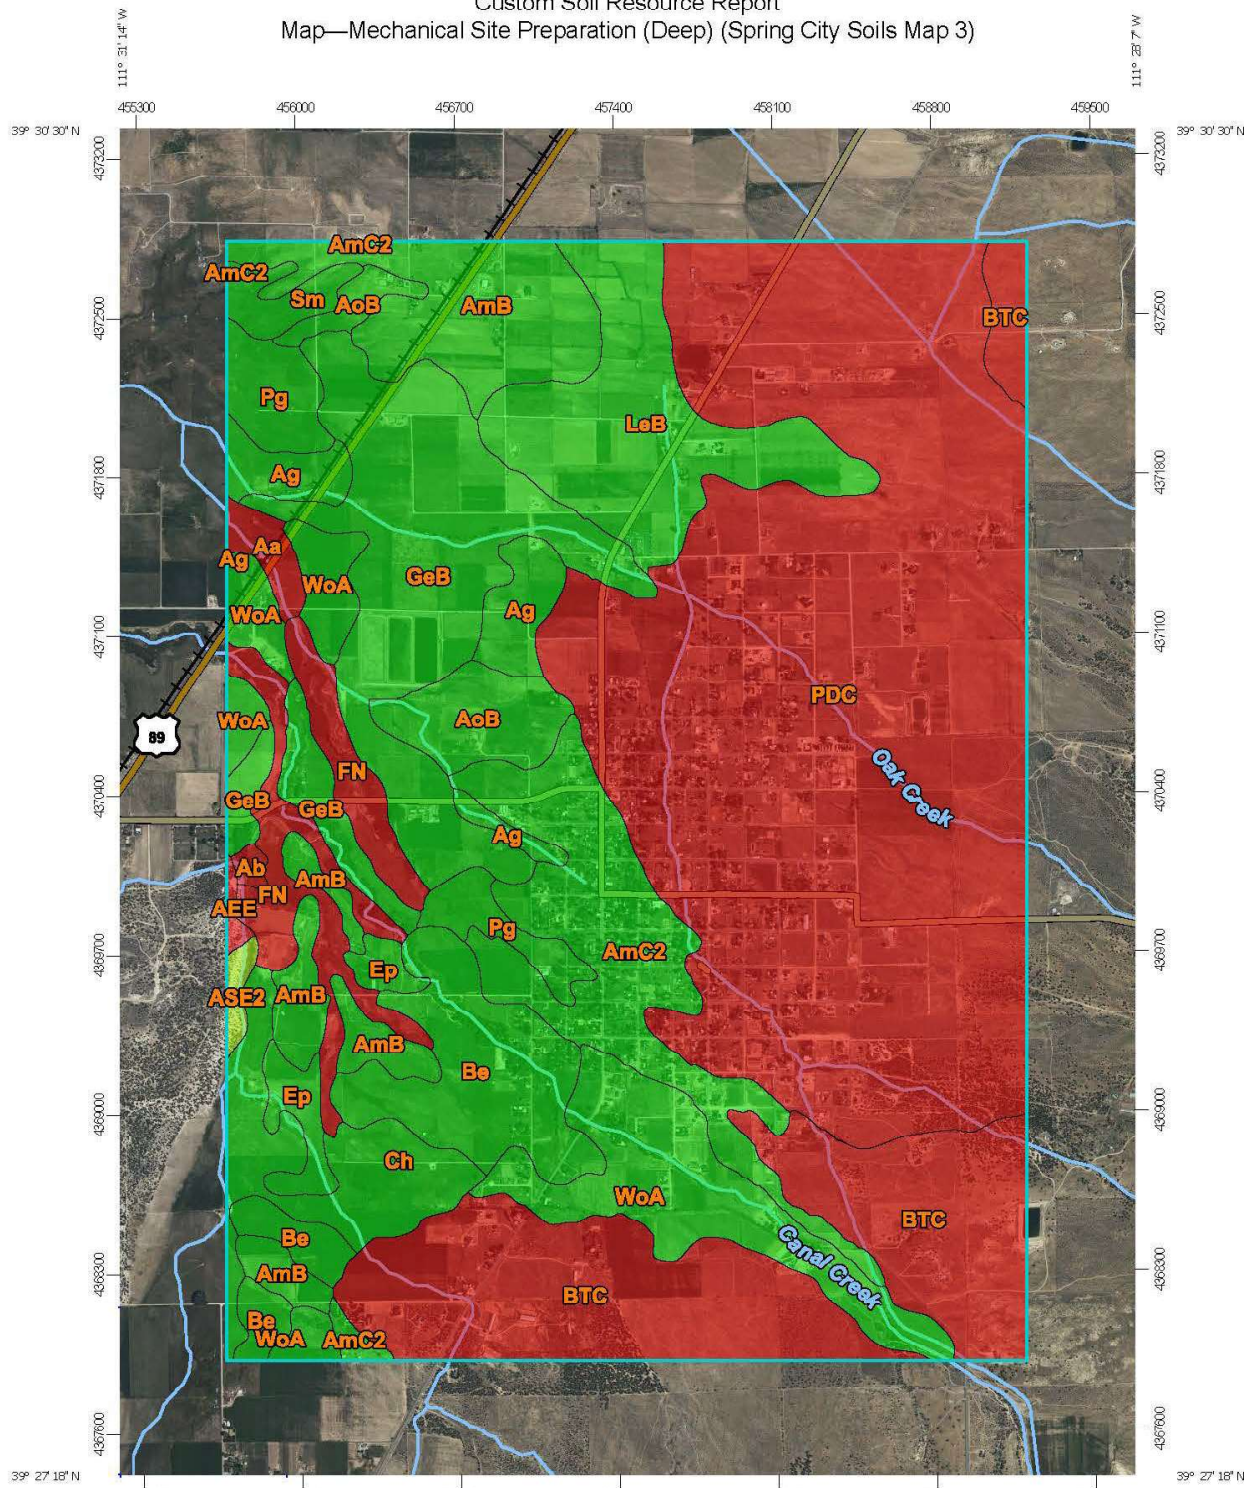 Custom Soil Resource Report
Map—Mechanical Site Preparation (Deep) (Spring City Soils Map 3)
111° 31' 14" W
111° 28' 7" W
455300
456000
456700
457400
458100
458800
459500
39° 30' 30" N
39° 30' 30" N
4373200
4373200
AmC2
AmC2
Sm
AoB
AmB
BTC
4372500
4372500
Pg
LeB
Ag
4371800
4371800
Aa
Ag
WoA
GeB
WoA
Ag
4371100
4371100
PDC
WoA
AoB
89
FN
Oak Creek
4370400
4370400
GeB
GeB
Ag
Ab
AmB
FN
AEE
Pg
AmC2
4369700
4369700
Ep
ASE2
AmB
AmB
Be
Ep
4369000
4369000
Ch
WoA
BTC
Be
Canal Creek
AmB
4368300
4368300
BTC
Be
WoA
AmC2
4367600
4367600
39° 27' 18" N
39° 27' 18" N